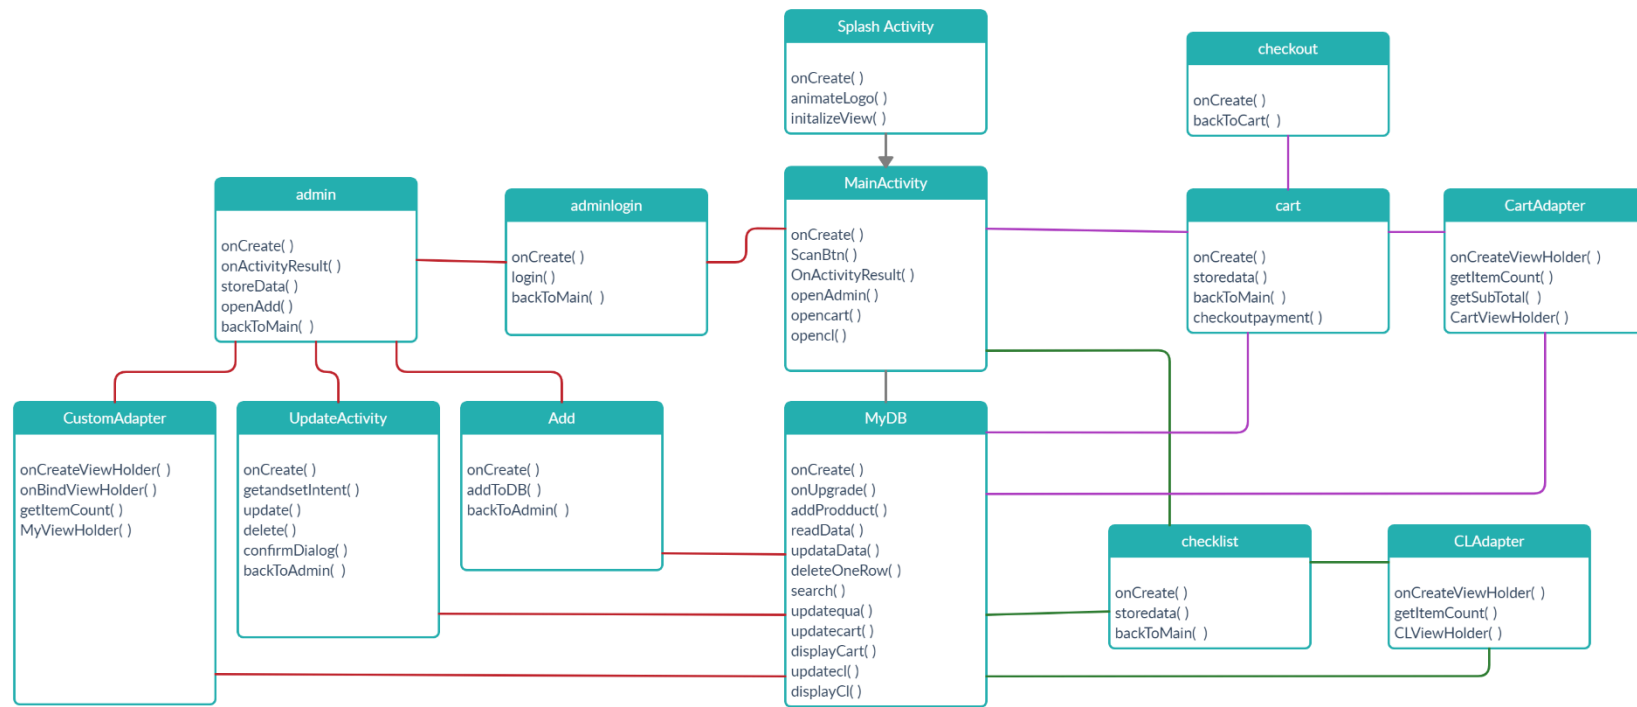 Splash Activity
onCreate( )
animateLogo( )
initalizeView( )
checkout
onCreate( )
backToCart(  )
admin
onCreate( )
onActivityResult( )
storeData( )
openAdd( )
backToMain(  )
adminlogin
onCreate( )
login( )
backToMain(  )
MainActivity
onCreate( )
ScanBtn( )
OnActivityResult( )
openAdmin( )
opencart( )
opencl( )
cart
onCreate( )
storedata( )
backToMain(  )
checkoutpayment( )
CartAdapter
onCreateViewHolder( )
getItemCount( )
getSubTotal(  )
CartViewHolder( )
CustomAdapter
onCreateViewHolder( )
onBindViewHolder( )
getItemCount( )
MyViewHolder( )
UpdateActivity
onCreate( )
getandsetIntent( )
update( )
delete( )
confirmDialog( )
backToAdmin(  )
Add
onCreate( )
addToDB( )
backToAdmin(  )
MyDB
onCreate( )
onUpgrade( )
addProdduct( )
readData( )
updataData( )
deleteOneRow( )
search( )
updatequa( )
updatecart( )
displayCart( )
updatecl( )
displayCl( )
checklist
onCreate( )
storedata( )
backToMain(  )
CLAdapter
onCreateViewHolder( )
getItemCount( )
CLViewHolder( )